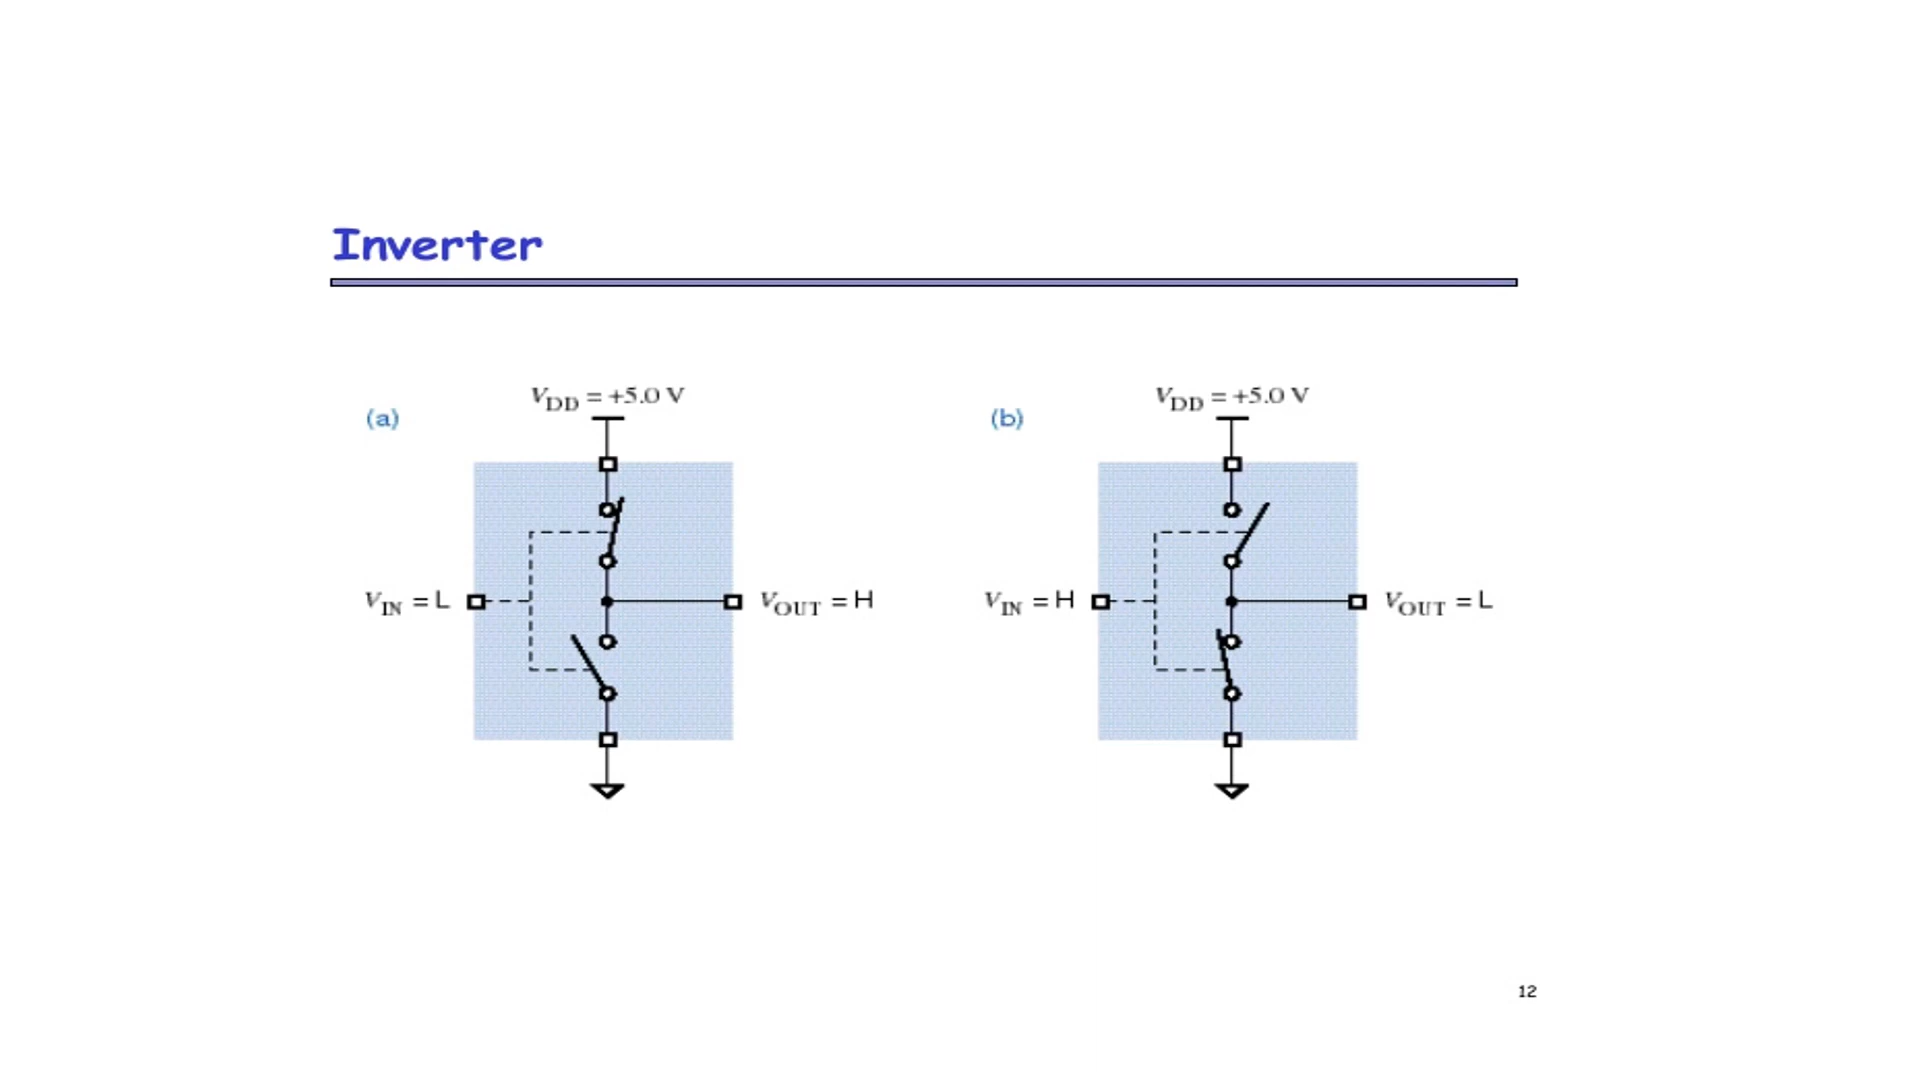 Inverter
(a)
VDD = +5.0 V
VIN = L
VOUT = H
(b)
VDD = +5.0 V
VIN = H
VOUT = L
12